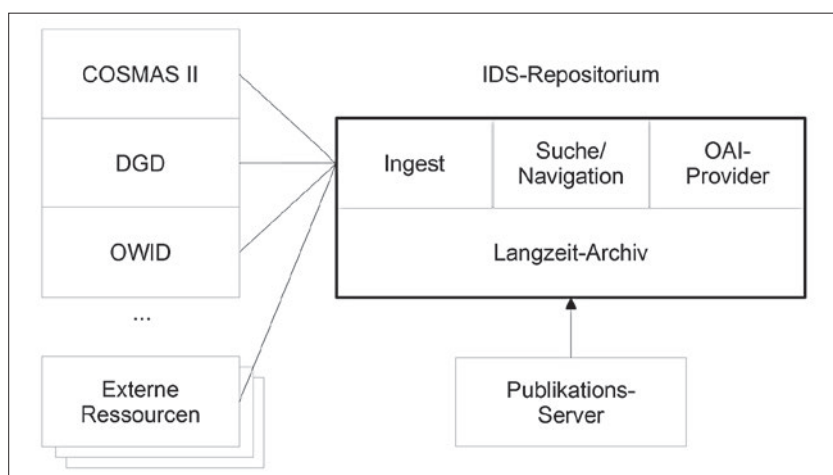 COSMAS II
DGD
OWID
...
Externe
Ressourcen
IDS-Repositorium
Ingest
Suche/
Navigation
OAI-
Provider
Langzeit-Archiv
Publikations-
Server